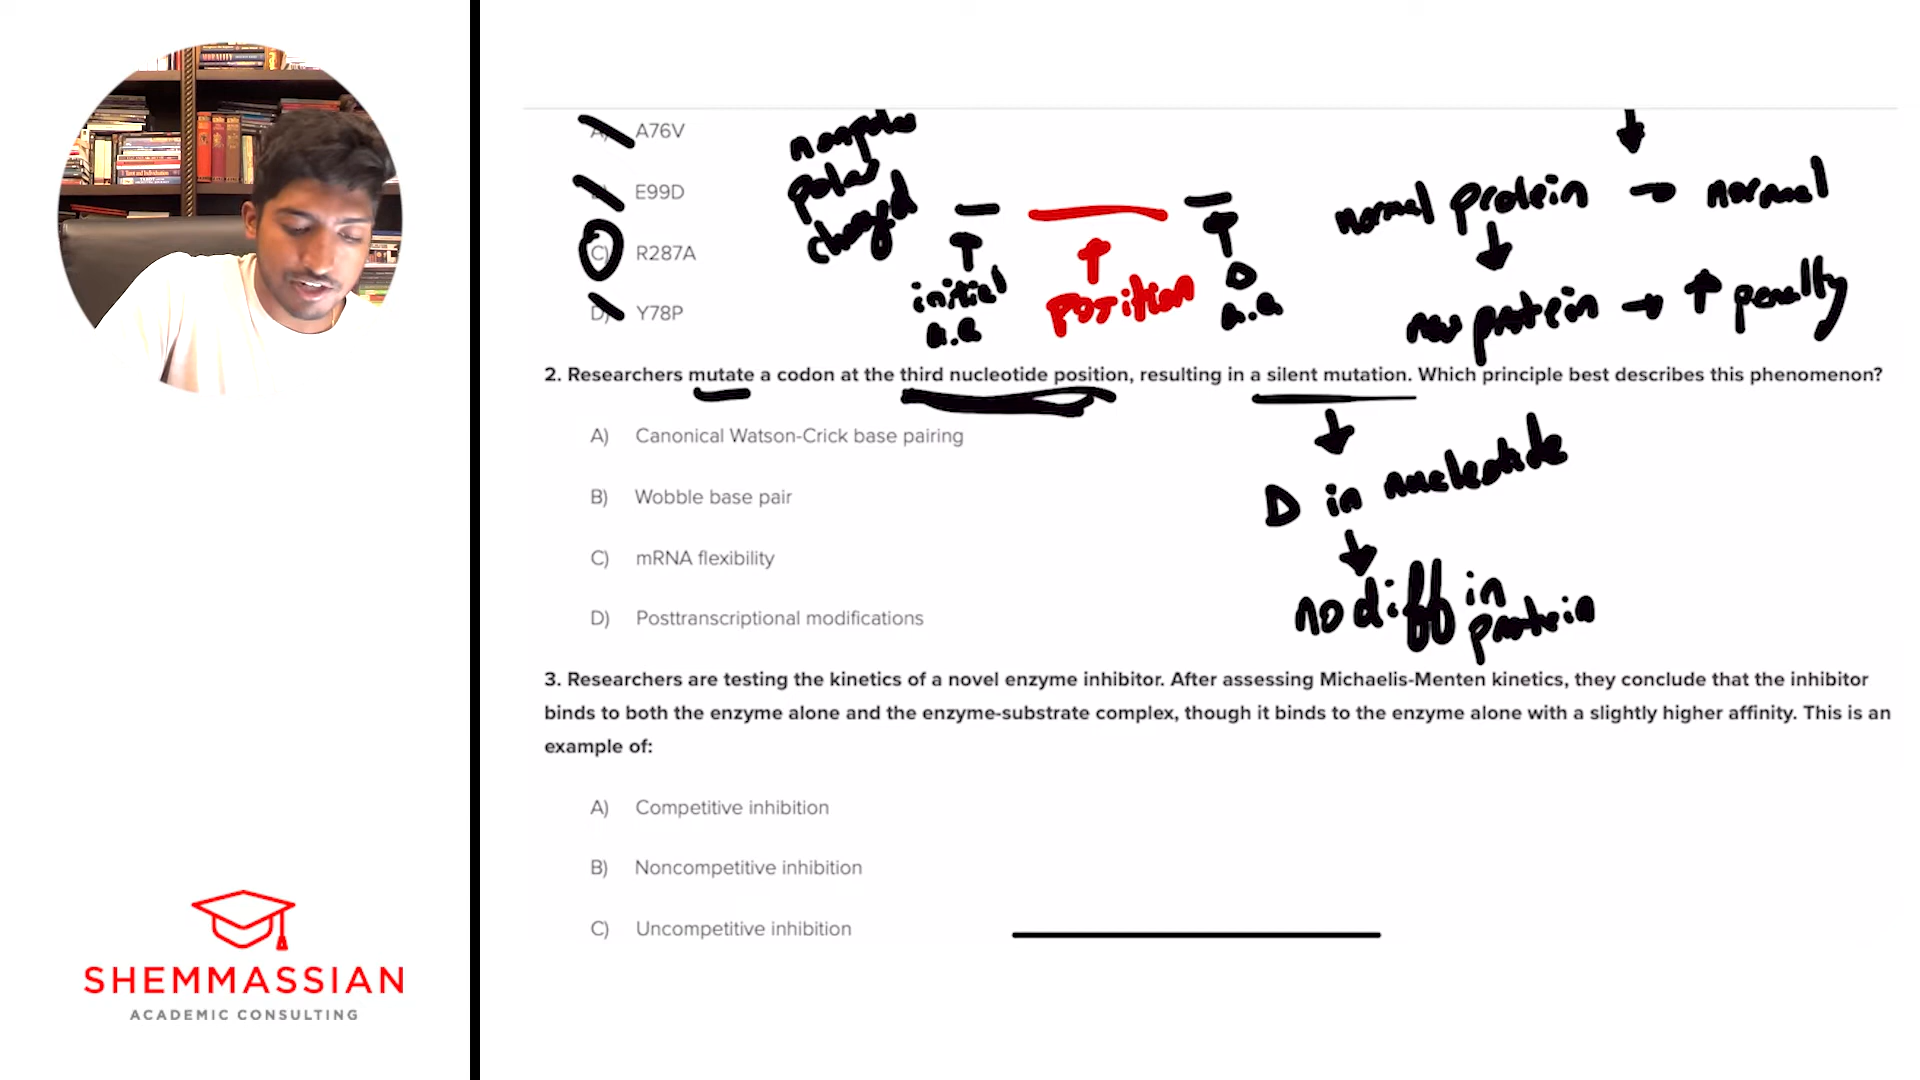 A) A76V
E99D
C) R287A
D) Y78P
nonpolar
polar
charged
initial
a.a
position
D
a.a
normal protein → normal
new protein → ↑ penalty
2. Researchers mutate a codon at the third nucleotide position, resulting in a silent mutation. Which principle best describes this phenomenon?
A) Canonical Watson-Crick base pairing
B) Wobble base pair
C) mRNA flexibility
D) Posttranscriptional modifications
D in nucleotide
no diff in
protein
3. Researchers are testing the kinetics of a novel enzyme inhibitor. After assessing Michaelis-Menten kinetics, they conclude that the inhibitor
binds to both the enzyme alone and the enzyme-substrate complex, though it binds to the enzyme alone with a slightly higher affinity. This is an
example of:
A) Competitive inhibition
B) Noncompetitive inhibition
C) Uncompetitive inhibition
SHEMMASSIAN
ACADEMIC CONSULTING